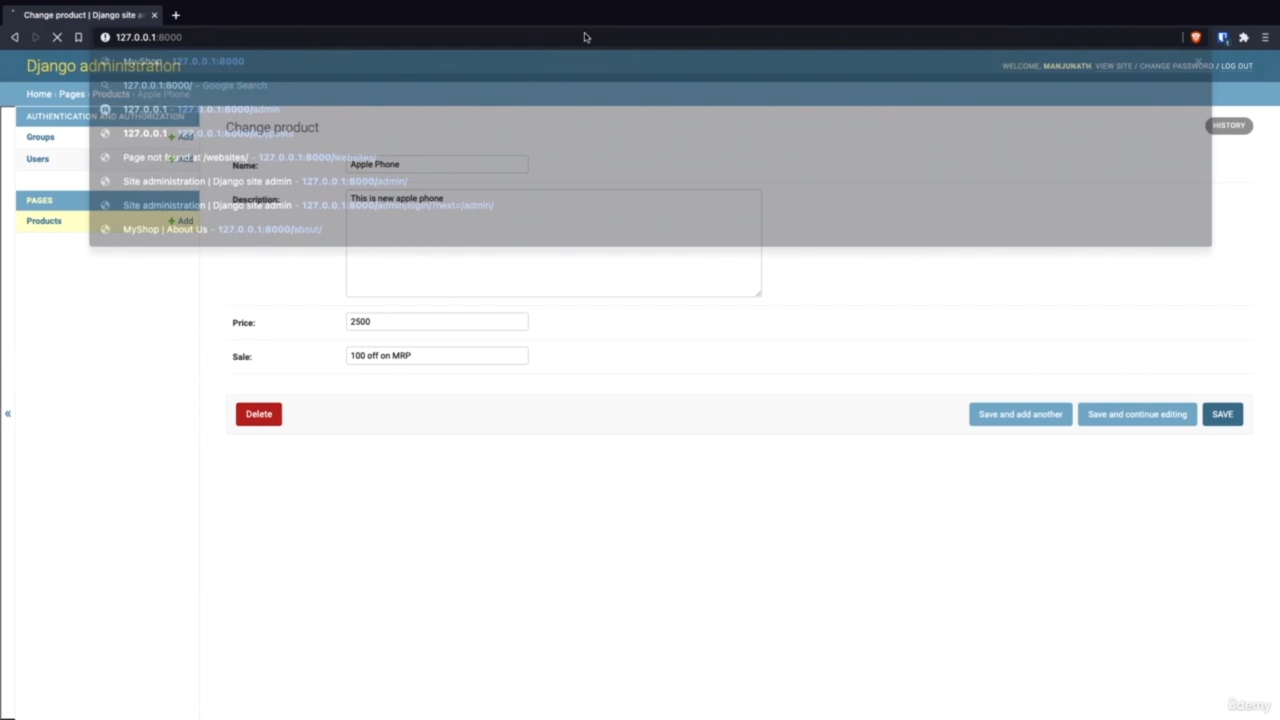 Change product | Django site a
127.0.0.1:8000
MyShop - 127.0.0.1:8000
Django administration
WELCOME, MANJUNATH. VIEW SITE / CHANGE PASSWORD / LOG OUT
127.0.0.1:8000/ - Google Search
Home › Pages › Products › Apple Phone
127.0.0.1 - 127.0.0.1:8000/admin
AUTHENTICATION AND AUTHORIZATION
Change product
HISTORY
127.0.0.1 - 127.0.0.1:8000/
Groups
+ Add
Page not found at /websites/ - 127.0.0.1:8000/websites/
Users
+ Add
Name:
Apple Phone
Site administration | Django site admin - 127.0.0.1:8000/admin/
PAGES
Description:
This is new apple phone
Site administration | Django site admin - 127.0.0.1:8000/admin/login/?next=/admin/
Products
+ Add
MyShop | About Us - 127.0.0.1:8000/about/
Price:
2500
Sale:
100 off on MRP
«
Delete
Save and add another
Save and continue editing
SAVE
ûdemy